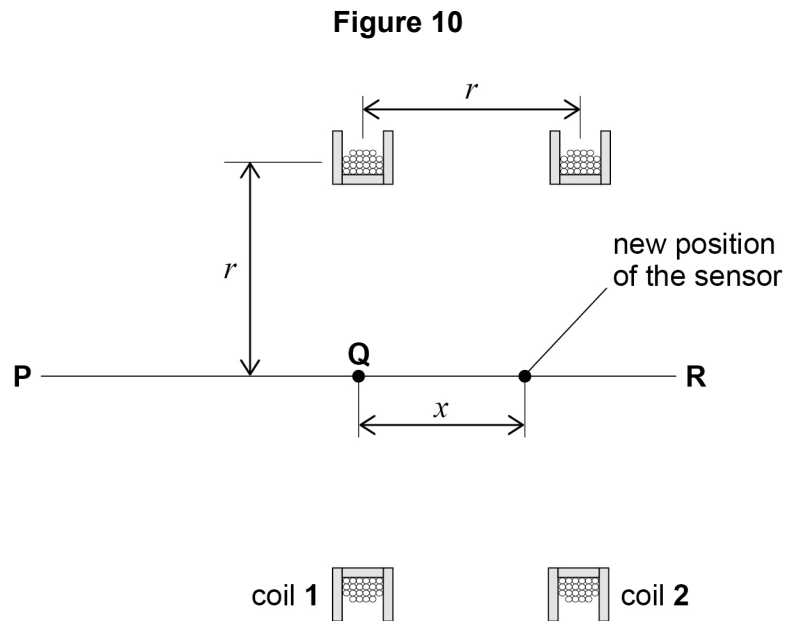 Figure 10
r
r
new position
of the sensor
Q
P
R
x
coil 1
coil 2